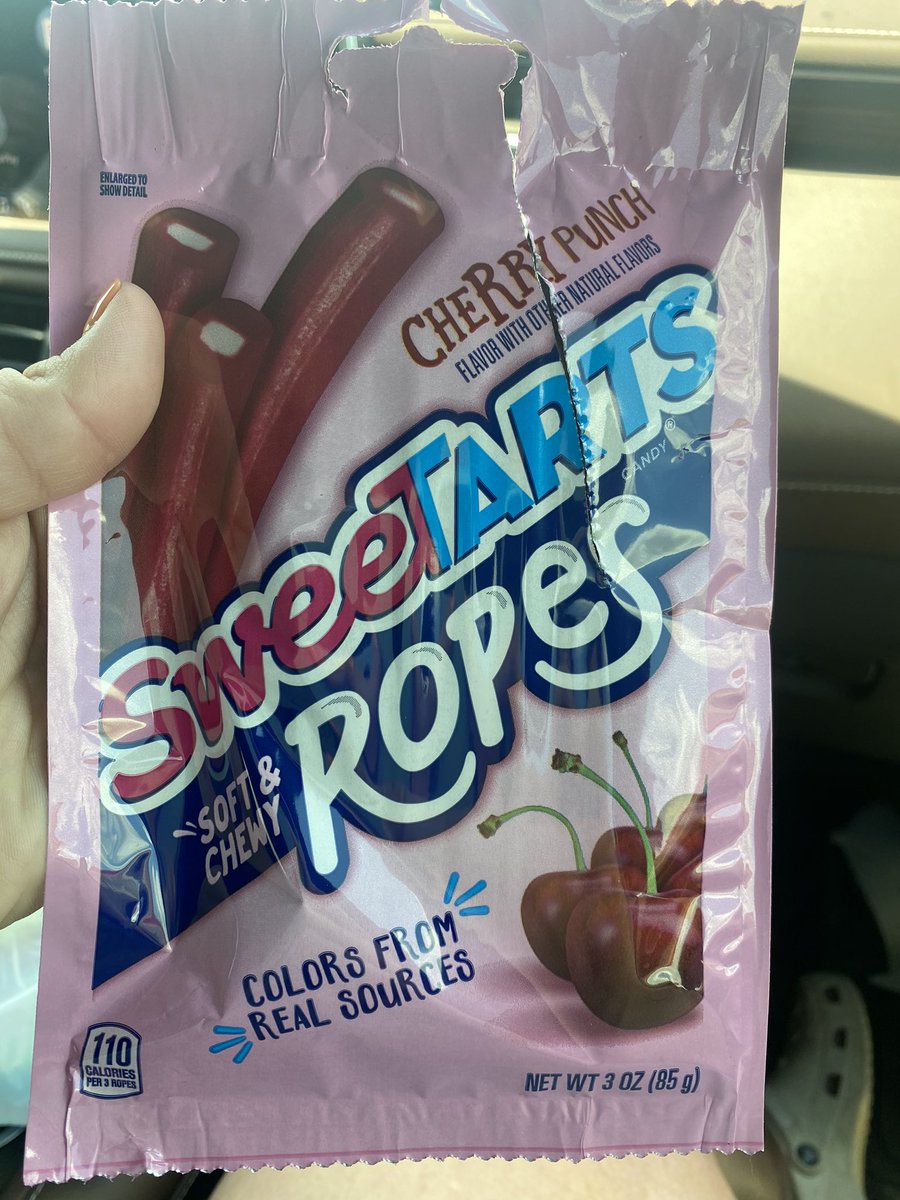 ENLARGED TO
SHOW DETAIL
CHERRY PUNCH
FLAVOR WITH OTHER NATURAL FLAVORS
SweeTARTS
CANDY®
ROPES
SOFT &
CHEWY
COLORS FROM
REAL SOURCES
110
CALORIES
PER 3 ROPES
NET WT 3 OZ (85 g)